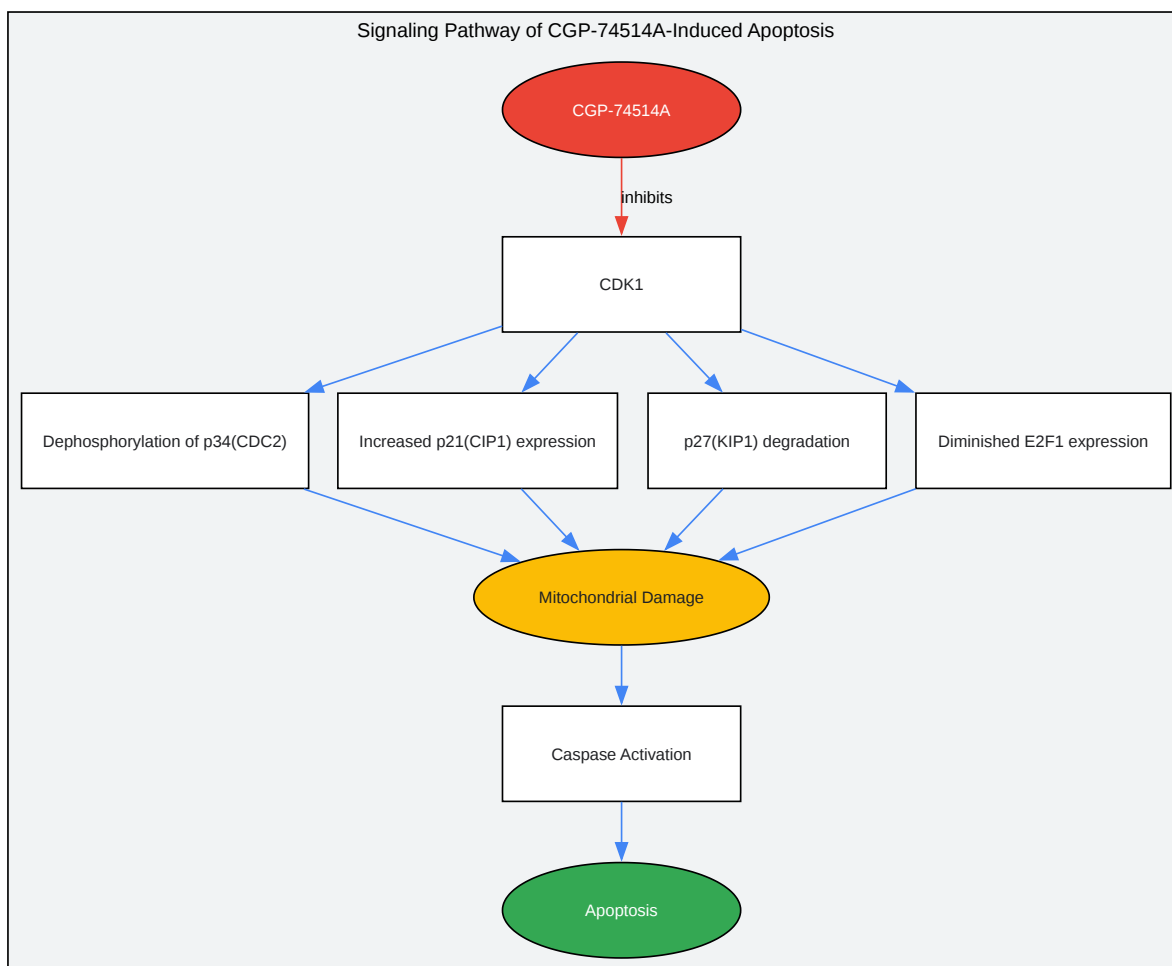 Signaling Pathway of CGP-74514A-Induced Apoptosis
CGP-74514A
inhibits
CDK1
Dephosphorylation of p34(CDC2)
Increased p21(CIP1) expression
p27(KIP1) degradation
Diminished E2F1 expression
Mitochondrial Damage
Caspase Activation
Apoptosis